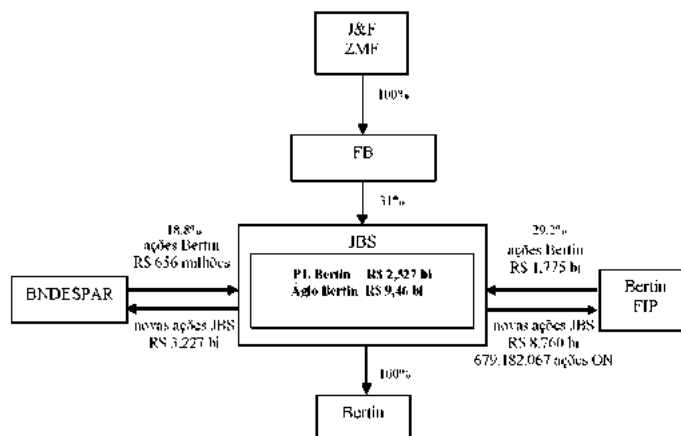 J&F
ZMF
100%
FB
31%
18.8%
ações Bertin
R$ 656 milhões
JBS
29.2%
ações Bertin
R$ 1,775 bi
PL Bertin R$ 2,527 bi
Ágio Bertin R$ 9,46 bi
BNDESPAR
Bertin
FIP
novas ações JBS
R$ 3,227 bi
novas ações JBS
R$ 8,760 bi
679.182.067 ações ON
100%
Bertin